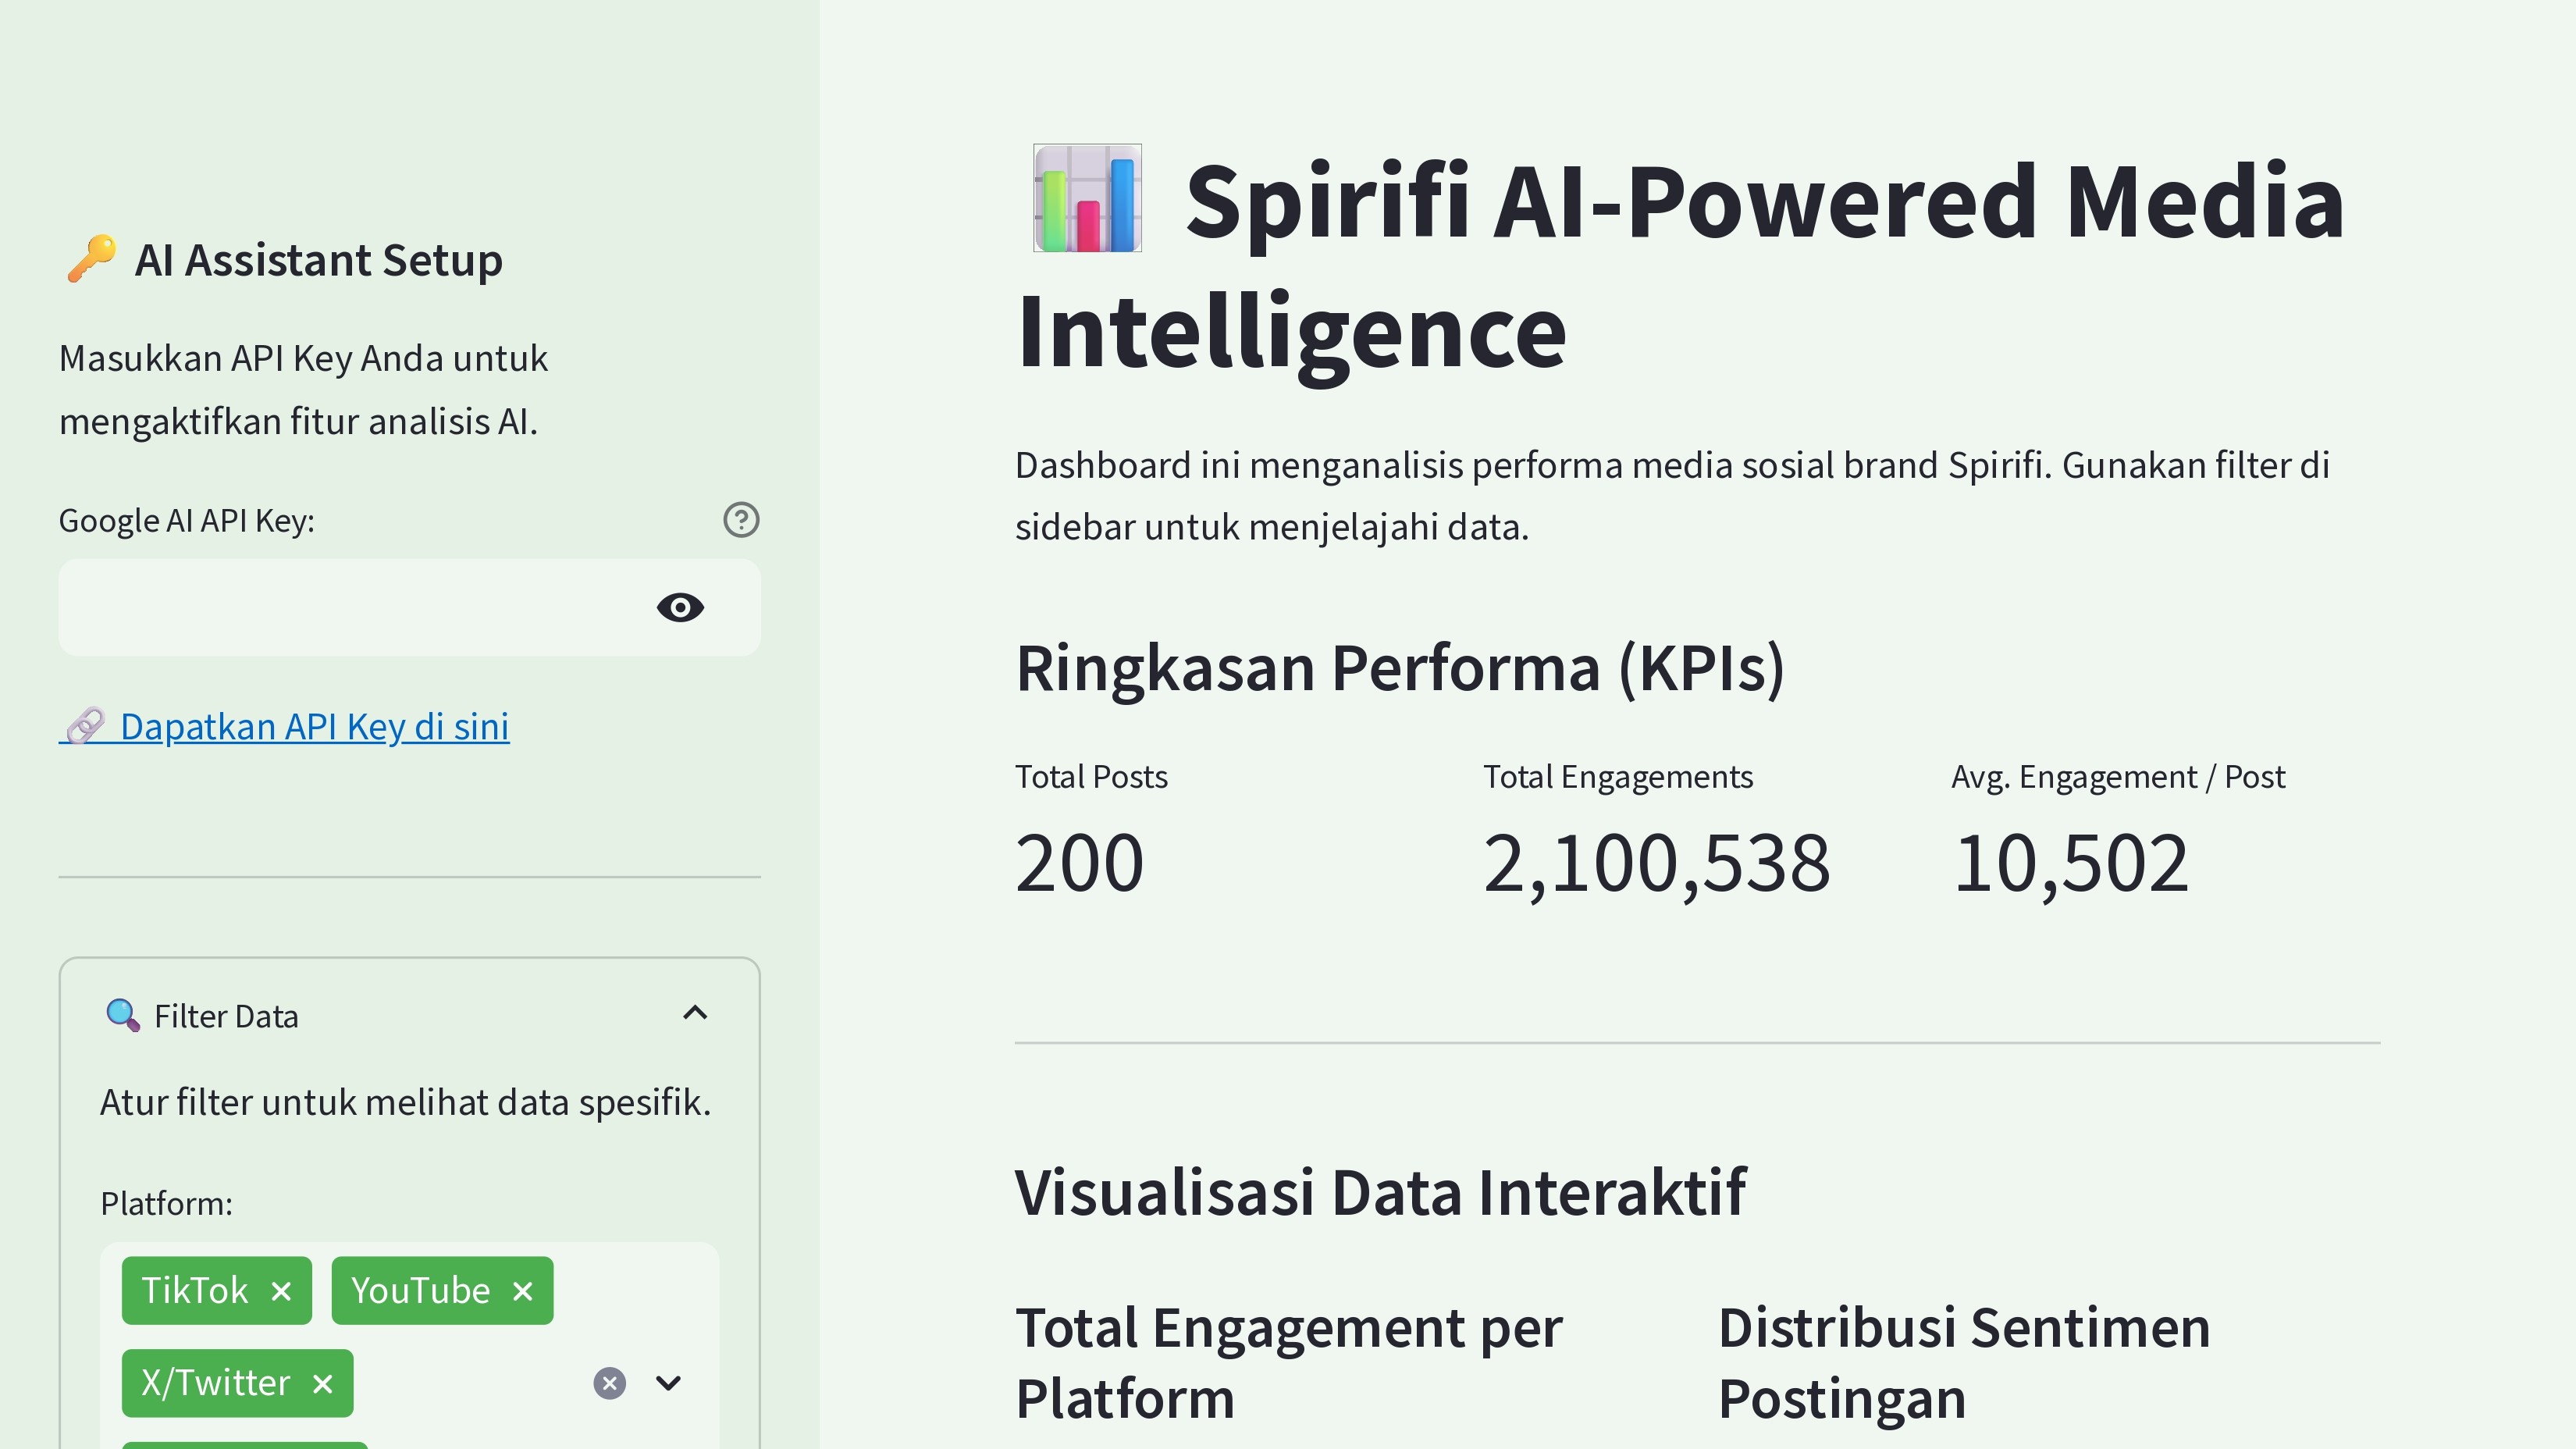 AI Assistant Setup
Masukkan API Key Anda untuk
mengaktifkan fitur analisis AI.
Google AI API Key:
Dapatkan API Key di sini
Filter Data
Atur filter untuk melihat data spesifik.
Platform:
TikTok
YouTube
X/Twitter
Spirifi AI-Powered Media
Intelligence
Dashboard ini menganalisis performa media sosial brand Spirifi. Gunakan filter di
sidebar untuk menjelajahi data.
Ringkasan Performa (KPIs)
Total Posts
200
Total Engagements
2,100,538
Avg. Engagement / Post
10,502
Visualisasi Data Interaktif
Total Engagement per
Platform
Distribusi Sentimen
Postingan